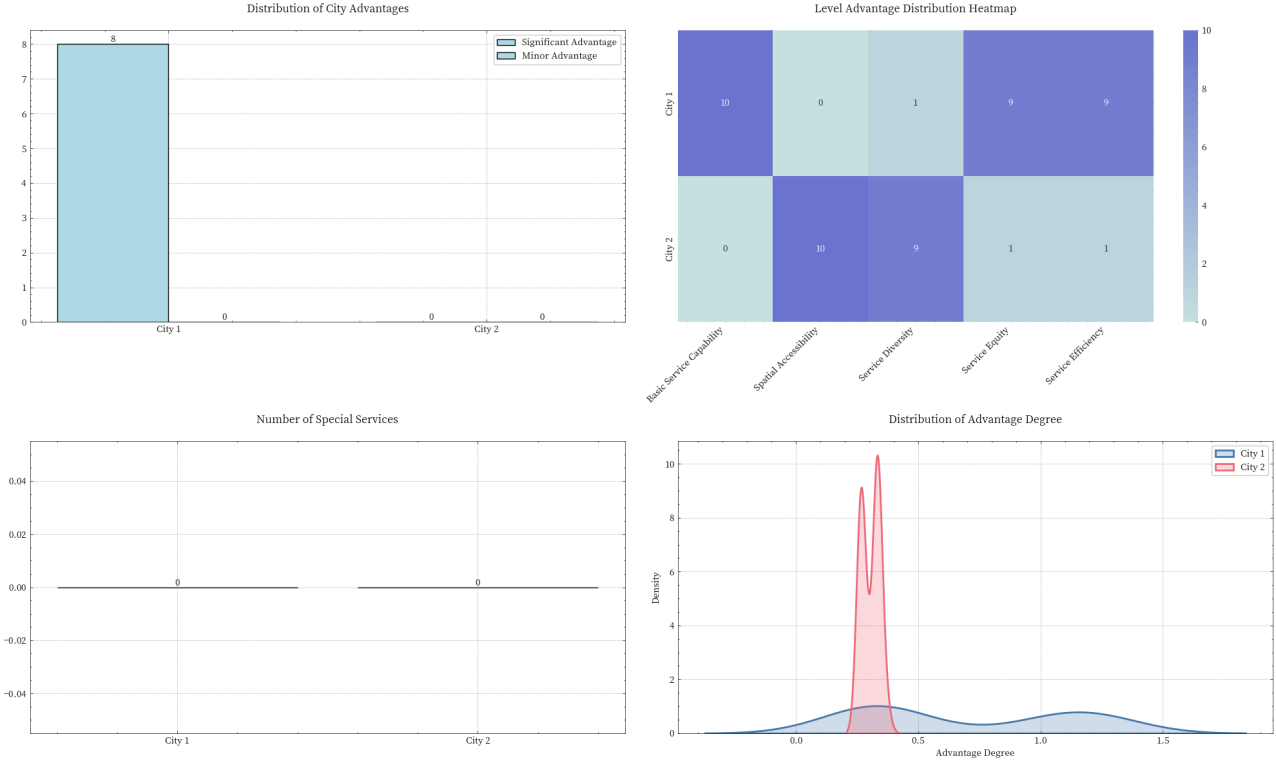 Distribution of City Advantages
8
7
6
5
4
3
2
1
0
8
0
0
0
City 1
City 2
Significant Advantage
Minor Advantage
Level Advantage Distribution Heatmap
City 1
City 2
10
0
1
9
9
0
10
9
1
1
Basic Service Capability
Spatial Accessibility
Service Diversity
Service Equity
Service Efficiency
10
8
6
4
2
0
Number of Special Services
0.04
0.02
0.00
−0.02
−0.04
0
0
City 1
City 2
Distribution of Advantage Degree
Density
10
8
6
4
2
0
City 1
City 2
0.0
0.5
1.0
1.5
Advantage Degree